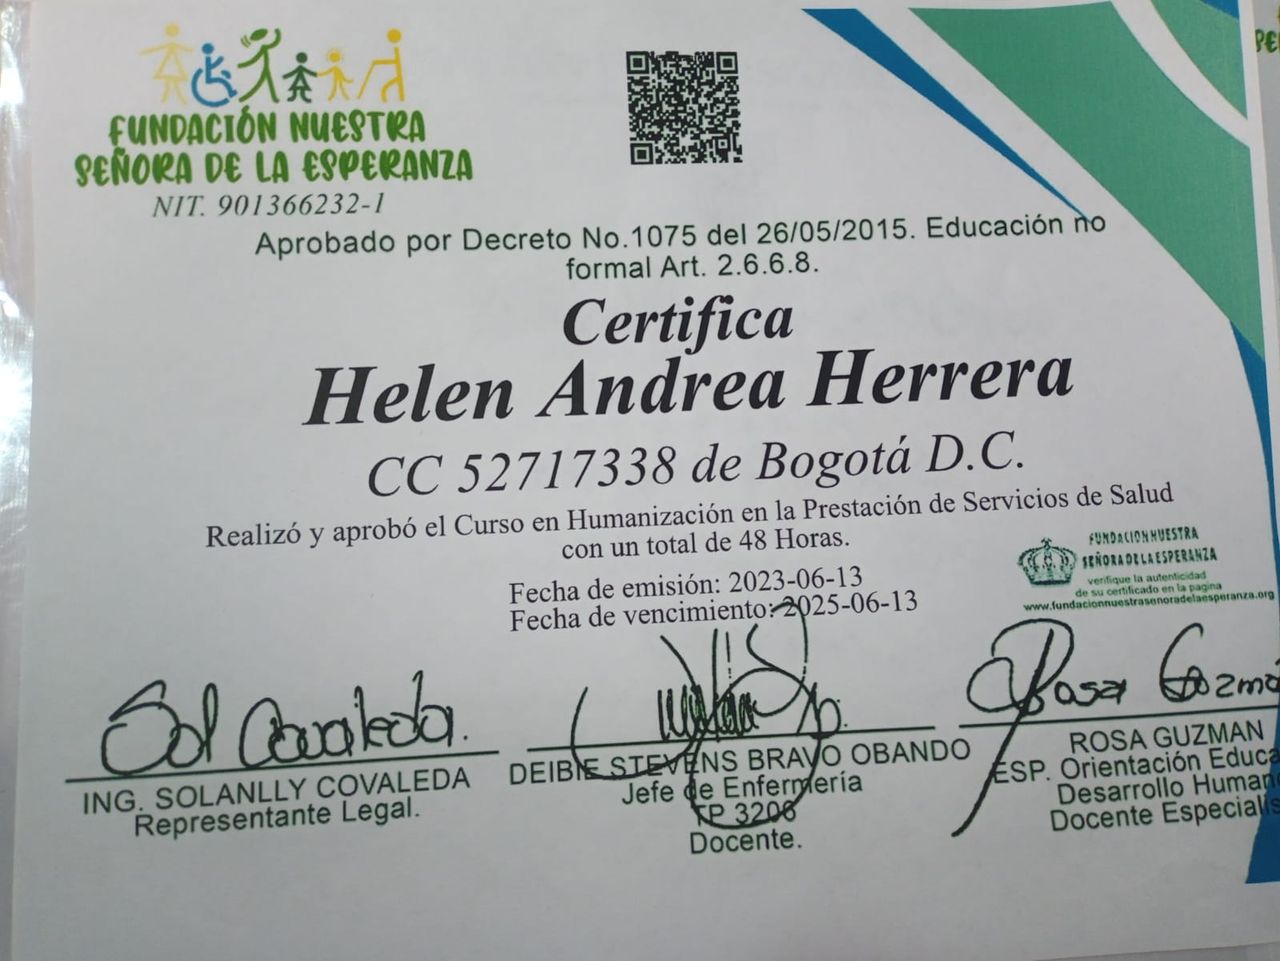 FUNDACIÓN NUESTRA
SEÑORA DE LA ESPERANZA
NIT. 901366232-1
Aprobado por Decreto No.1075 del 26/05/2015. Educación no
formal Art. 2.6.6.8.
Certifica
Helen Andrea Herrera
CC 52717338 de Bogotá D.C.
Realizó y aprobó el Curso en Humanización en la Prestación de Servicios de Salud
con un total de 48 Horas.
Fecha de emisión: 2023-06-13
Fecha de vencimiento: 2025-06-13
FUNDACION NUESTRA
SEÑORA DE LA ESPERANZA
verifique la autenticidad
de su certificado en la pagina
www.fundacionnuestrasenoradelaesperanza.org
Sol Covaleda.
Rosa Guzmá
ING. SOLANLLY COVALEDA
Representante Legal.
DEIBIE STEVENS BRAVO OBANDO
Jefe de Enfermería
TP 3206
Docente.
ROSA GUZMAN
ESP. Orientación Educa
Desarrollo Human
Docente Especialis